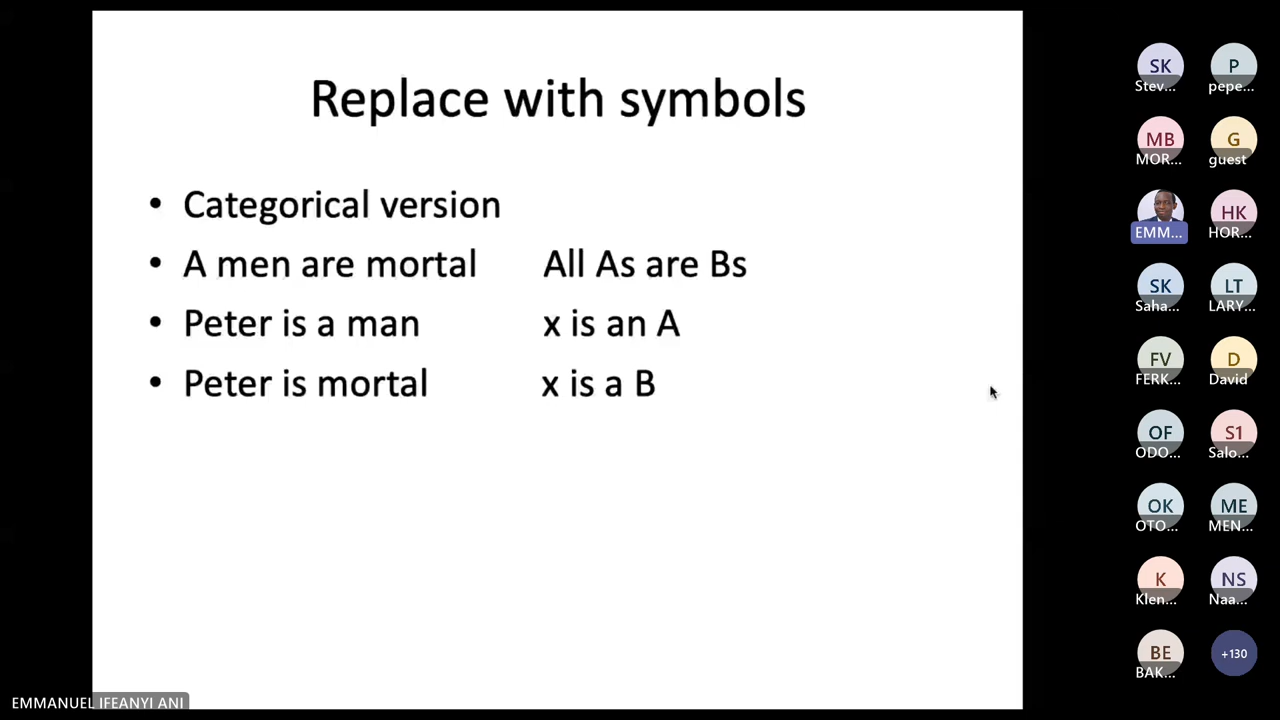 Replace with symbols
• Categorical version
• A men are mortal All As are Bs
• Peter is a man x is an A
• Peter is mortal x is a B
SK P
Stev... pepe...
MB G
MOR... guest
HK
EMM... HOR...
SK LT
Saha... LARY...
FV D
FERK... David
OF S1
ODO... Salo...
OK ME
OTO... MEN...
K NS
Klen... Naa...
BE +130
BAK...
EMMANUEL IFEANYI ANI